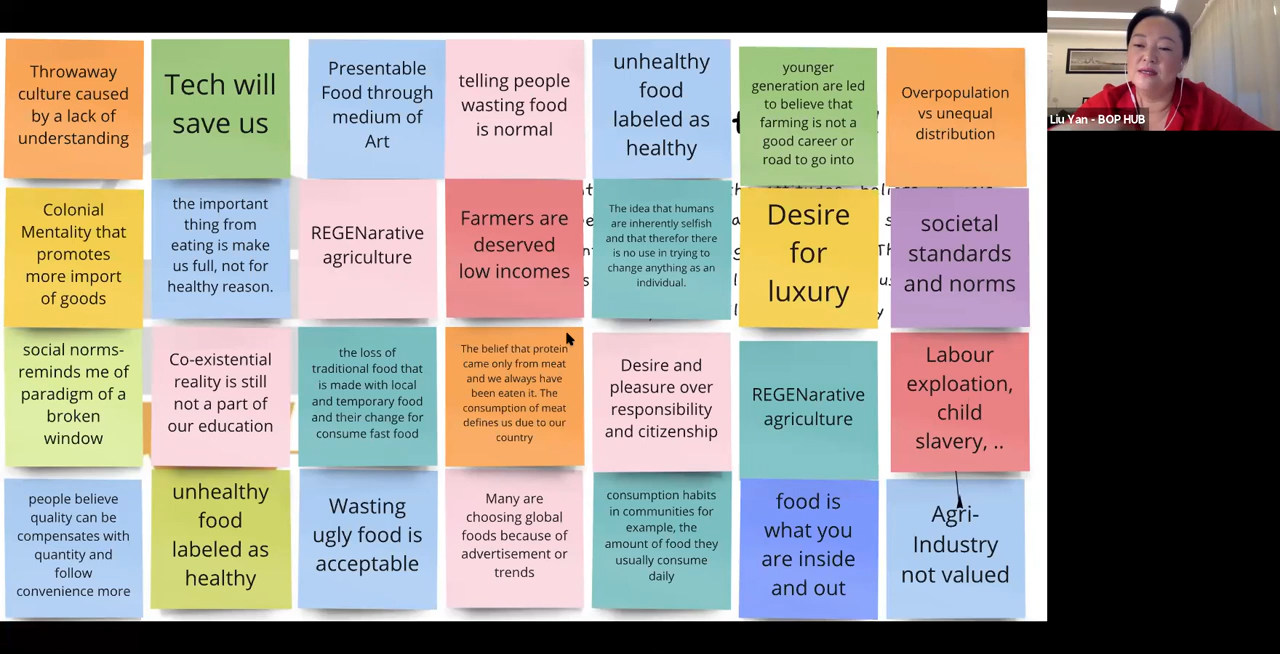 Throwaway
culture caused
by a lack of
understanding
Tech will
save us
Presentable
Food through
medium of
Art
telling people
wasting food
is normal
unhealthy
food
labeled as
healthy
younger
generation are led
to believe that
farming is not a
good career or
road to go into
Overpopulation
vs unequal
distribution
Liu Yan - BOP HUB
Colonial
Mentality that
promotes
more import
of goods
the important
thing from
eating is make
us full, not for
healthy reason.
REGENarative
agriculture
Farmers are
deserved
low incomes
The idea that humans
are inherently selfish
and that therefor there
is no use in trying to
change anything as an
individual.
Desire
for
luxury
societal
standards
and norms
social norms-
reminds me of
paradigm of a
broken
window
Co-existential
reality is still
not a part of
our education
the loss of
traditional food that
is made with local
and temporary food
and their change for
consume fast food
The belief that protein
came only from meat
and we always have
been eaten it. The
consumption of meat
defines us due to our
country
Desire and
pleasure over
responsibility
and citizenship
REGENarative
agriculture
Labour
exploation,
child
slavery, ..
people believe
quality can be
compensates with
quantity and
follow
convenience more
unhealthy
food
labeled as
healthy
Wasting
ugly food is
acceptable
Many are
choosing global
foods because of
advertisement or
trends
consumption habits
in communities for
example, the
amount of food they
usually consume
daily
food is
what you
are inside
and out
Agri-
Industry
not valued